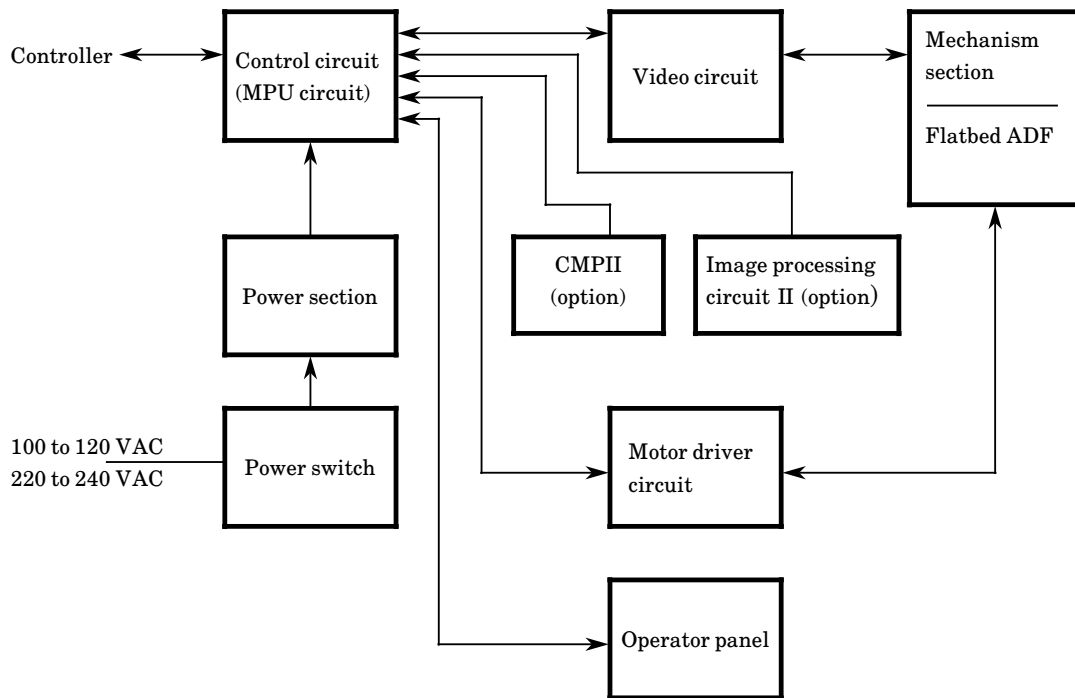 Controller
Control circuit
(MPU circuit)
Video circuit
Mechanism
section
Flatbed ADF
Power section
CMPII
(option)
Image processing
circuit II (option)
100 to 120 VAC
220 to 240 VAC
Power switch
Motor driver
circuit
Operator panel